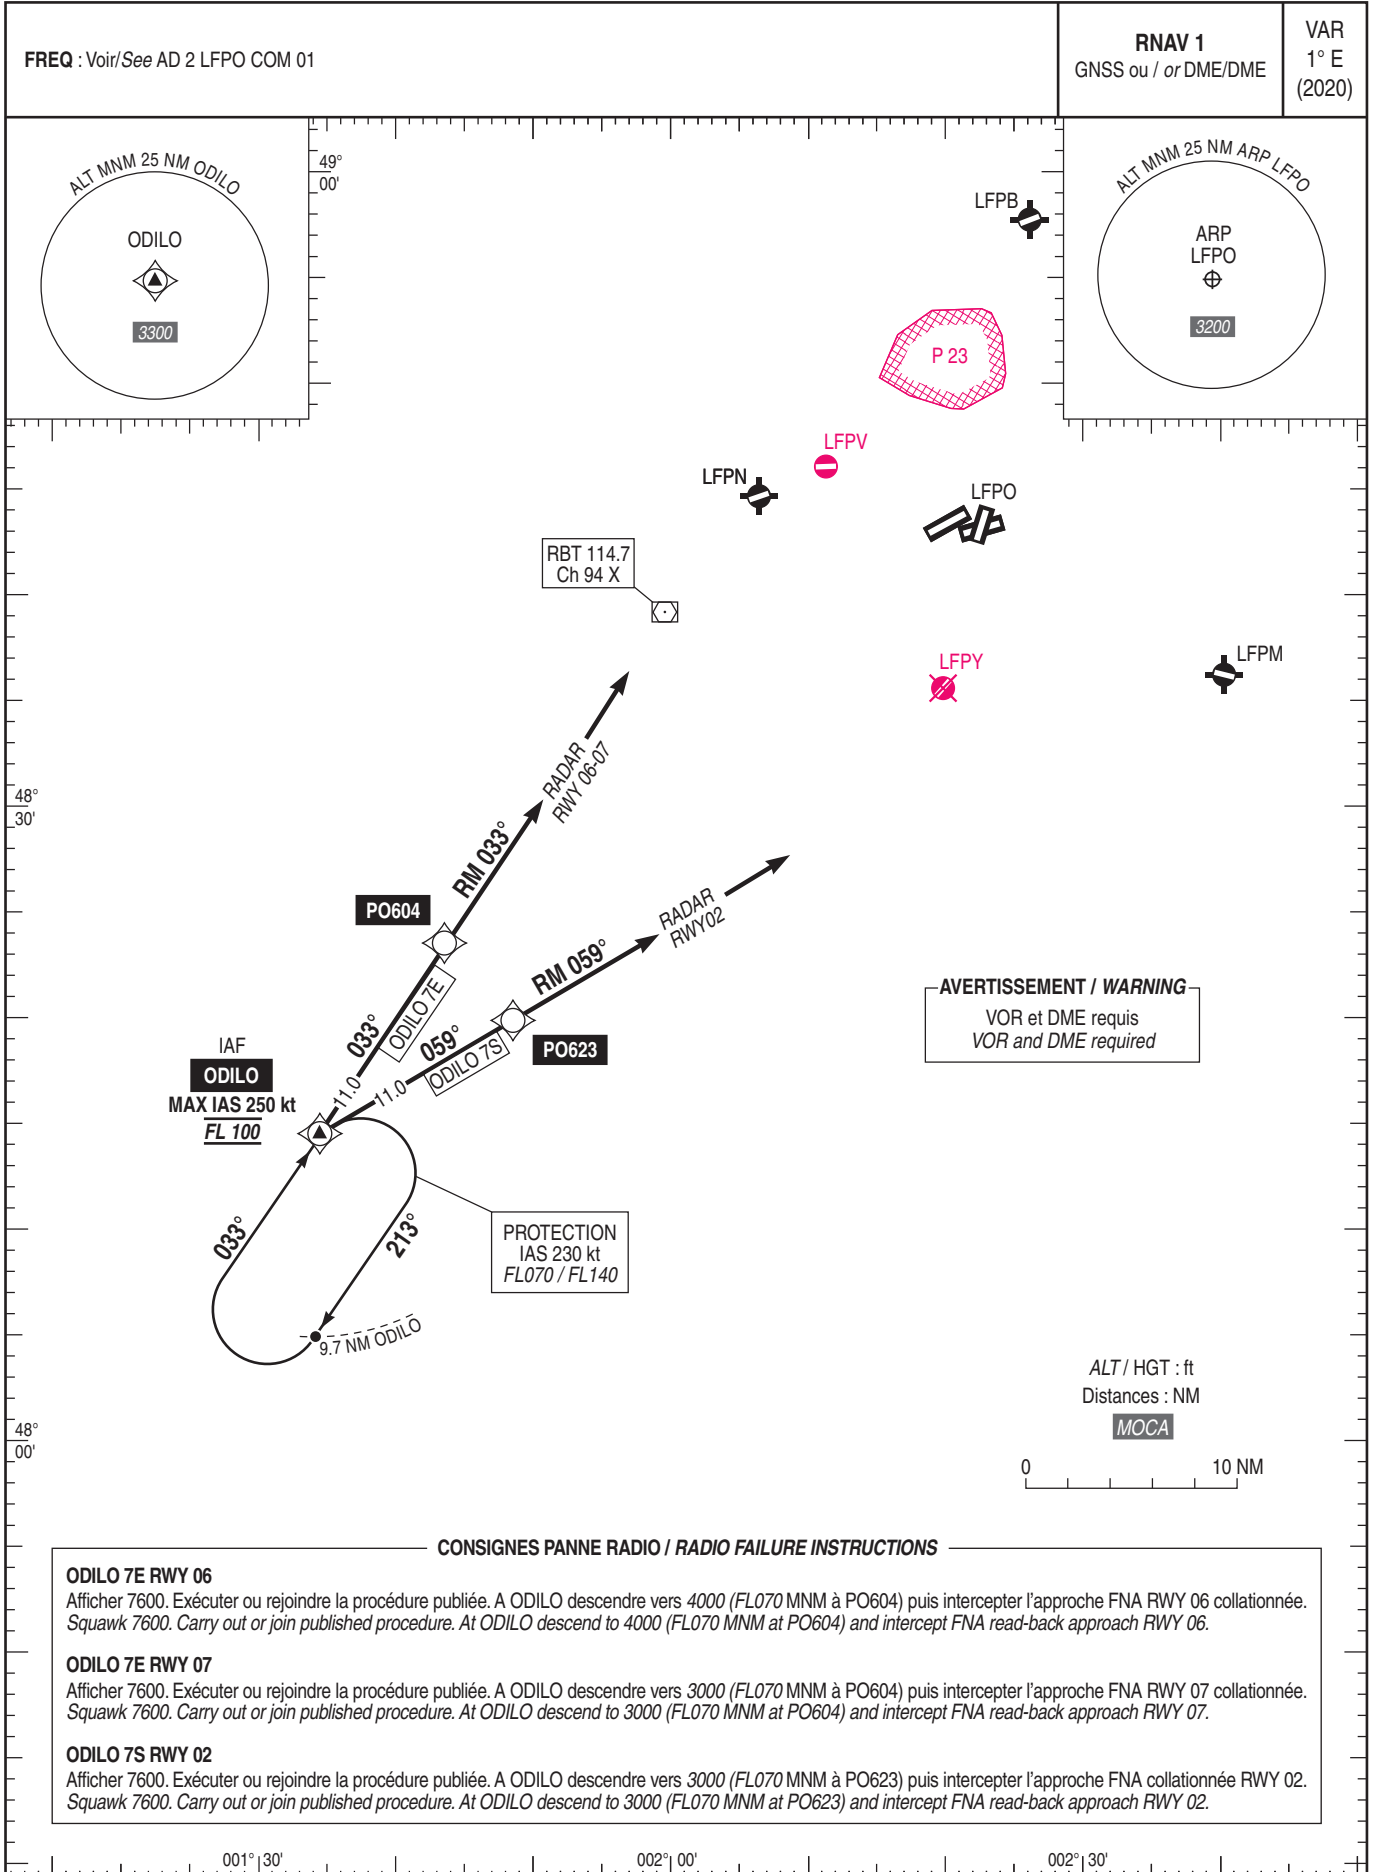 FREQ : Voir/See AD 2 LFPO COM 01
RNAV 1
GNSS ou / or DME/DME
VAR
1° E
(2020)
ALT MNM 25 NM ODILO
ODILO
3300
49°
00'
LFPB
ALT MNM 25 NM ARP LFPO
ARP
LFPO
3200
P 23
LFPV
LFPN
LFPO
RBT 114.7
Ch 94 X
LFPY
LFPM
RADAR
RWY 06-07
48°
30'
RM 033°
PO604
RADAR
RWY02
RM 059°
ODILO 7E
033°
059°
ODILO 7S
PO623
AVERTISSEMENT / WARNING
VOR et DME requis
VOR and DME required
IAF
ODILO
MAX IAS 250 kt
FL 100
11.0
11.0
033°
213°
PROTECTION
IAS 230 kt
FL070 / FL140
9.7 NM ODILO
ALT / HGT : ft
Distances : NM
MOCA
48°
00'
0
10 NM
CONSIGNES PANNE RADIO / RADIO FAILURE INSTRUCTIONS
ODILO 7E RWY 06
Afficher 7600. Exécuter ou rejoindre la procédure publiée. A ODILO descendre vers 4000 (FL070 MNM à PO604) puis intercepter l'approche FNA RWY 06 collationnée.
Squawk 7600. Carry out or join published procedure. At ODILO descend to 4000 (FL070 MNM at PO604) and intercept FNA read-back approach RWY 06.
ODILO 7E RWY 07
Afficher 7600. Exécuter ou rejoindre la procédure publiée. A ODILO descendre vers 3000 (FL070 MNM à PO604) puis intercepter l'approche FNA RWY 07 collationnée.
Squawk 7600. Carry out or join published procedure. At ODILO descend to 3000 (FL070 MNM at PO604) and intercept FNA read-back approach RWY 07.
ODILO 7S RWY 02
Afficher 7600. Exécuter ou rejoindre la procédure publiée. A ODILO descendre vers 3000 (FL070 MNM à PO623) puis intercepter l'approche FNA collationnée RWY 02.
Squawk 7600. Carry out or join published procedure. At ODILO descend to 3000 (FL070 MNM at PO623) and intercept FNA read-back approach RWY 02.
001° 30'
002° 00'
002° 30'